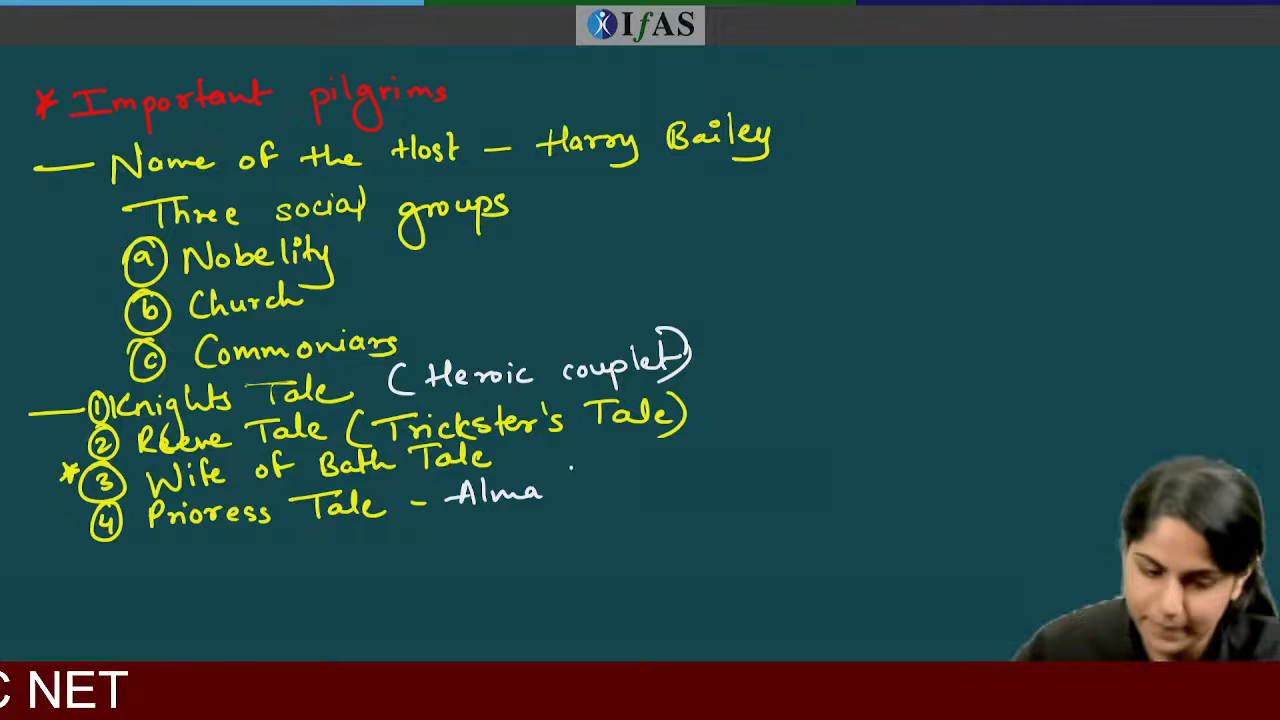 IfAS
* Important pilgrims
— Name of the Host - Harry Bailey
Three social groups
(a) Nobelity
(b) Church
(c) Commoniars
— (1) Knights Tale (Heroic couplet)
(2) Reeve Tale (Trickster's Tale)
* (3) Wife of Bath Tale
(4) Prioress Tale - Alma
C NET